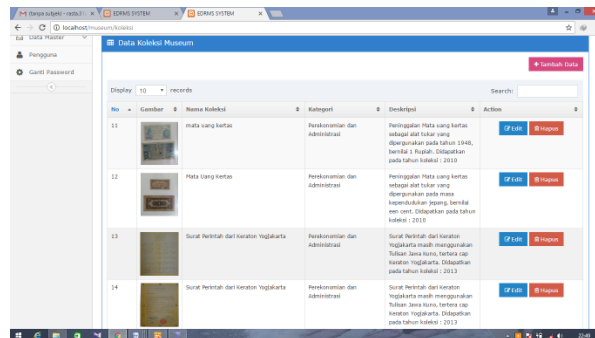 EDRMS SYSTEM
EDRMS SYSTEM
localhost/museum/koleksi
Data Master
Pengguna
Ganti Password
Data Koleksi Museum
+ Tambah Data
Display 10 records
Search:
No Gambar Nama Koleksi Kategori Deskripsi Action
11
mata uang kertas
Perekonomian dan
Administrasi
Peninggalan Mata uang kertas
sebagai alat tukar yang
dipergunakan pada tahun 1948,
bernilai 1 Rupiah. Didapatkan
pada tahun koleksi : 2010
Edit Hapus
12
Mata Uang Kertas
Perekonomian dan
Administrasi
Peninggalan Mata uang kertas
sebagai alat tukar yang
dipergunakan pada masa
kependudukan jepang, bernilai
een cent. Didapatkan pada tahun
koleksi : 2010
Edit Hapus
13
Surat Perintah dari Keraton Yogjakarta
Perekonomian dan
Administrasi
Surat Perintah dari Keraton
Yogjakarta masih menggunakan
Tulisan Jawa Kuno, tertera cap
Keraton Yogjakarta. Didapatkan
pada tahun koleksi : 2013
Edit Hapus
14
Surat Perintah dari Keraton Yogjakarta
Perekonomian dan
Administrasi
Surat Perintah dari Keraton
Yogjakarta masih menggunakan
Tulisan Jawa Kuno, tertera cap
Keraton Yogjakarta. Didapatkan
pada tahun koleksi : 2013
Edit Hapus